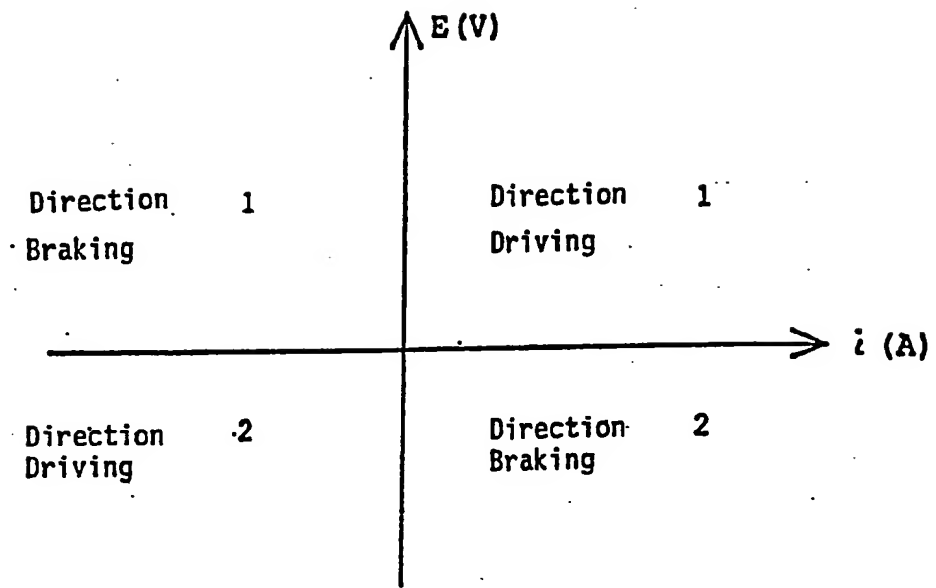 E (V)
Direction 1
Braking
Direction 1
Driving
i (A)
Direction 2
Driving
Direction 2
Braking